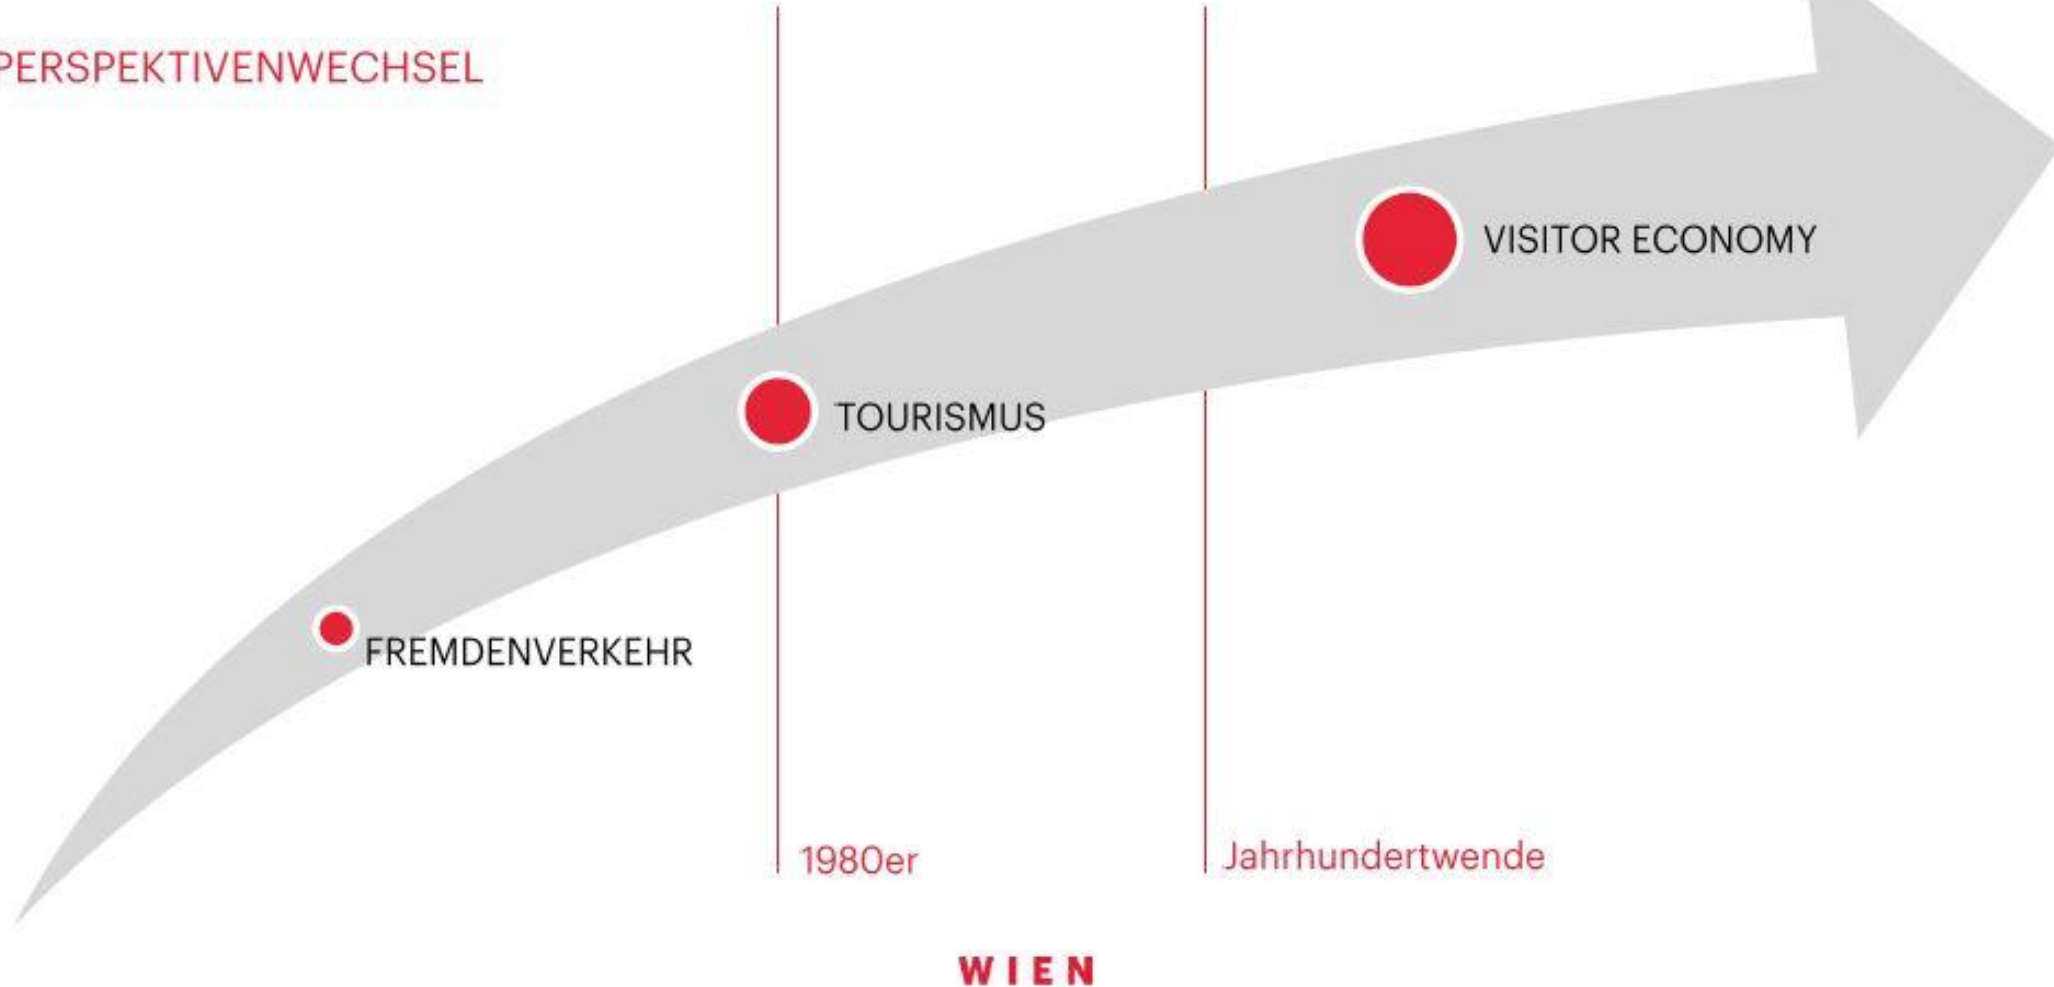 PERSPEKTIVENWECHSEL
VISITOR ECONOMY
TOURISMUS
FREMDENVERKEHR
1980er
Jahrhundertwende
WIEN